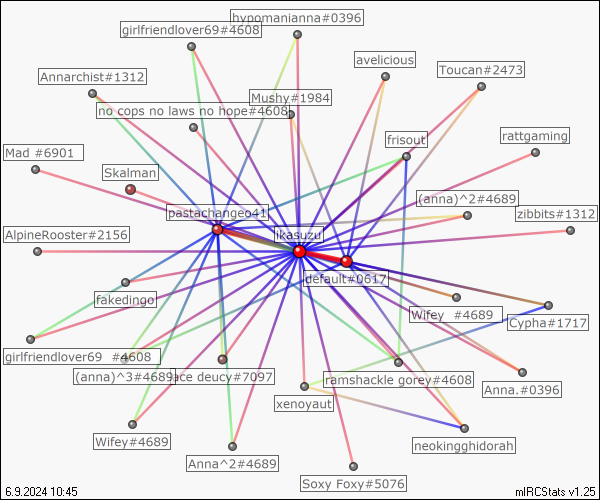 hypomanianna#0396
girlfriendlover69#4608
avelicious
Toucan#2473
Annarchist#1312
Mushy#1984
no cops no laws no hope#4608
frisout
rattgaming
Mad #6901
Skalman
(anna)^2#4689
pastachangeo41
zibbits#1312
AlpineRooster#2156
ikasuzu
default#0617
fakedingo
Wifey #4689
Cypha#1717
girlfriendlover69 #4608
(anna)^3#4689
ace deucy#7097
ramshackle gorey#4608
Anna.#0396
xenoyaut
Wifey#4689
neokingghidorah
Anna^2#4689
Soxy Foxy#5076
6.9.2024 10:45
mIRCStats v1.25